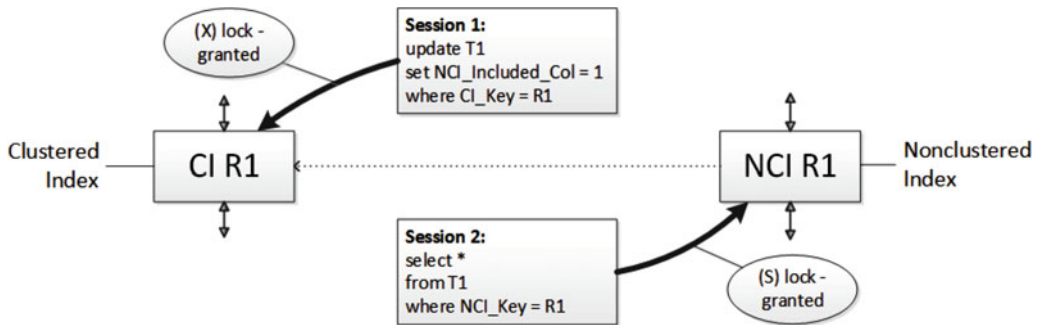 (X) lock -
granted
Session 1:
update T1
set NCI_Included_Col = 1
where CI_Key = R1
Clustered
Index
CI R1
NCI R1
Nonclustered
Index
Session 2:
select *
from T1
where NCI_Key = R1
(S) lock -
granted